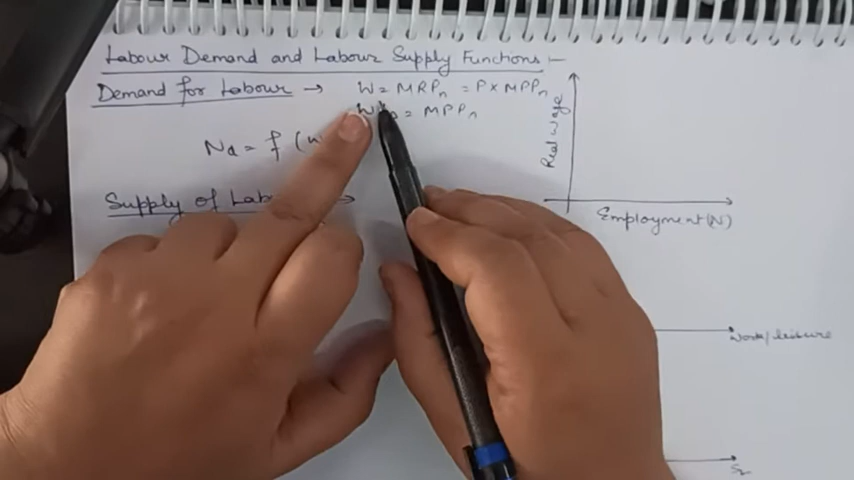 Labour Demand and Labour Supply Functions :-
Demand for Labour → W = MRPn = P x MPPn
= MPPn
Nd = f (
Supply of
Real Wage
Employment (N)
Work/leisure